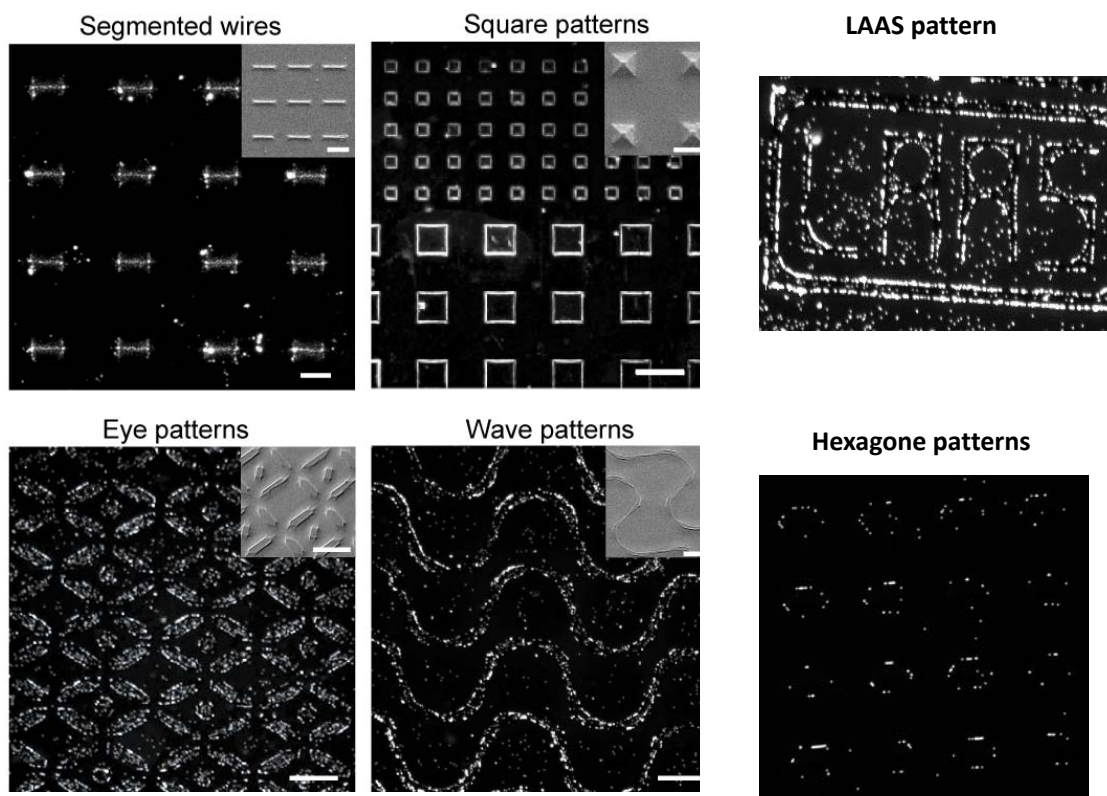 Segmented wires
Square patterns
LAAS pattern
LAAS
Eye patterns
Wave patterns
Hexagone patterns